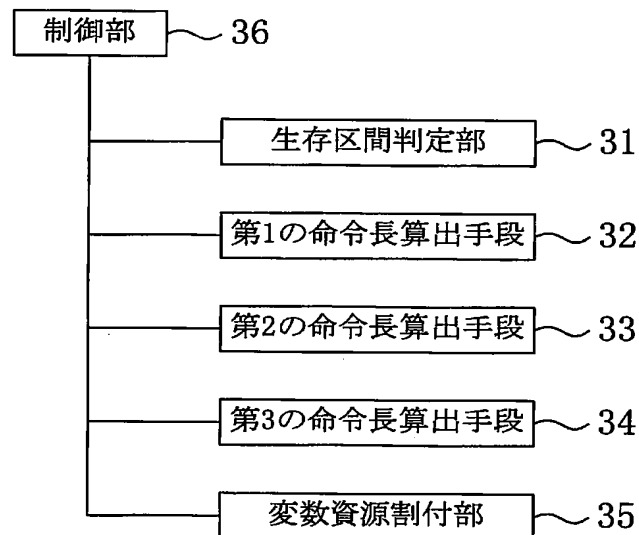 制御部 36
生存区間判定部 31
第1の命令長算出手段 32
第2の命令長算出手段 33
第3の命令長算出手段 34
変数資源割付部 35